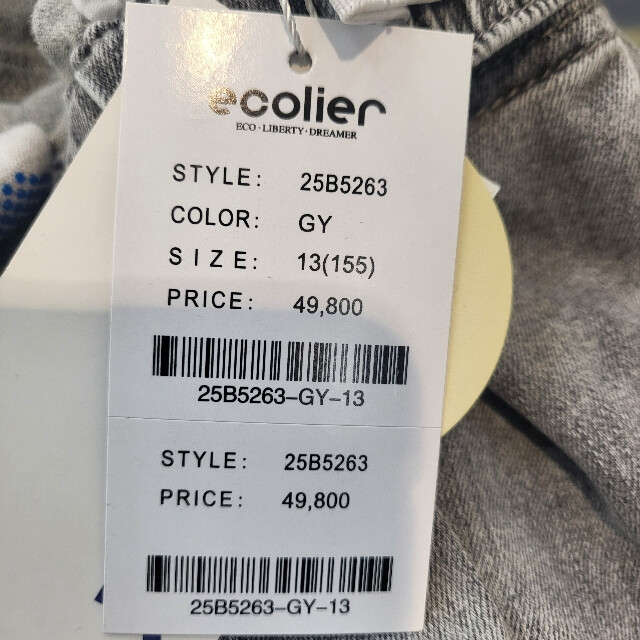 ecolier
ECO·LIBERTY·DREAMER
STYLE: 25B5263
COLOR: GY
SIZE: 13(155)
PRICE: 49,800
25B5263-GY-13
STYLE: 25B5263
PRICE: 49,800
25B5263-GY-13